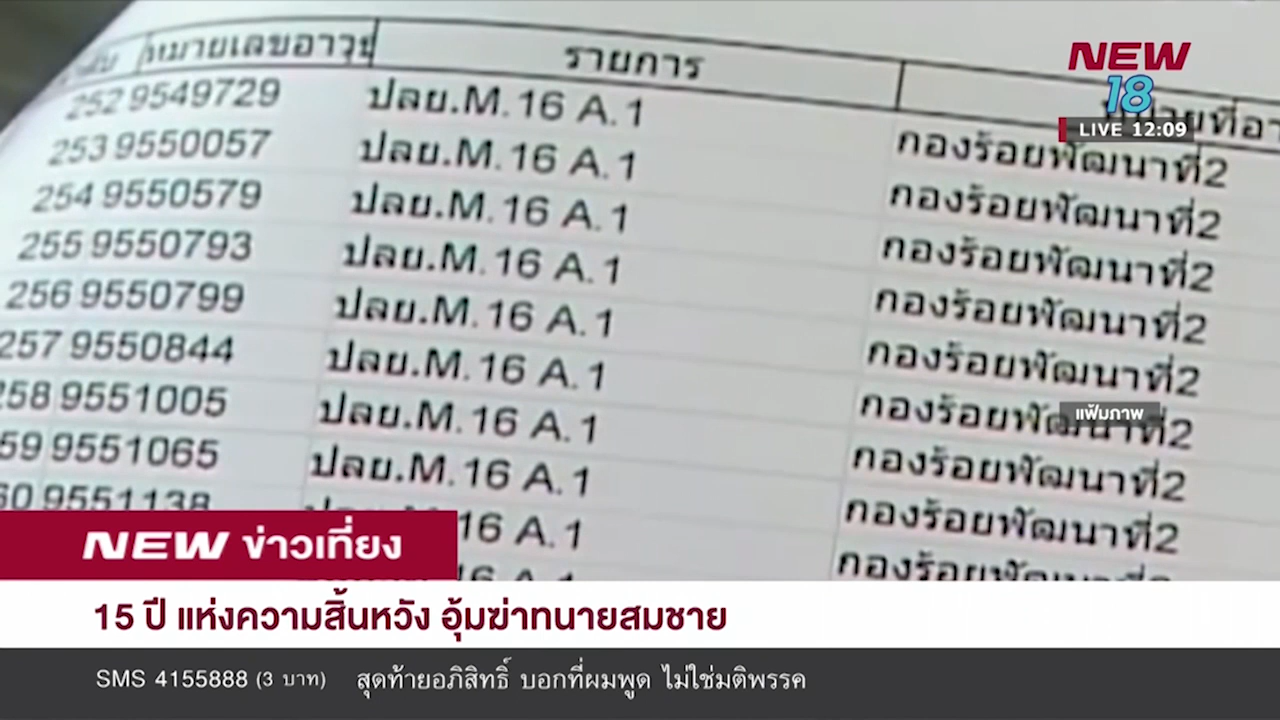 หมายเลขอาวุธ รายการ
NEW
18
LIVE 12:09
252 9549729 ปลย.M.16 A.1 กองร้อยพัฒนาที่2
253 9550057 ปลย.M.16 A.1 กองร้อยพัฒนาที่2
254 9550579 ปลย.M.16 A.1 กองร้อยพัฒนาที่2
255 9550793 ปลย.M.16 A.1 กองร้อยพัฒนาที่2
256 9550799 ปลย.M.16 A.1 กองร้อยพัฒนาที่2
257 9550844 ปลย.M.16 A.1 กองร้อยพัฒนาที่2
258 9551005 ปลย.M.16 A.1 กองร้อยพัฒนาที่2
59 9551065 ปลย.M.16 A.1 กองร้อยพัฒนาที่2
60 9551138 16 A.1
แฟ้มภาพ
NEW ข่าวเที่ยง
15 ปี แห่งความสิ้นหวัง อุ้มฆ่าทนายสมชาย
SMS 4155888 (3 บาท) สุดท้ายอภิสิทธิ์ บอกที่ผมพูด ไม่ใช่มติพรรค